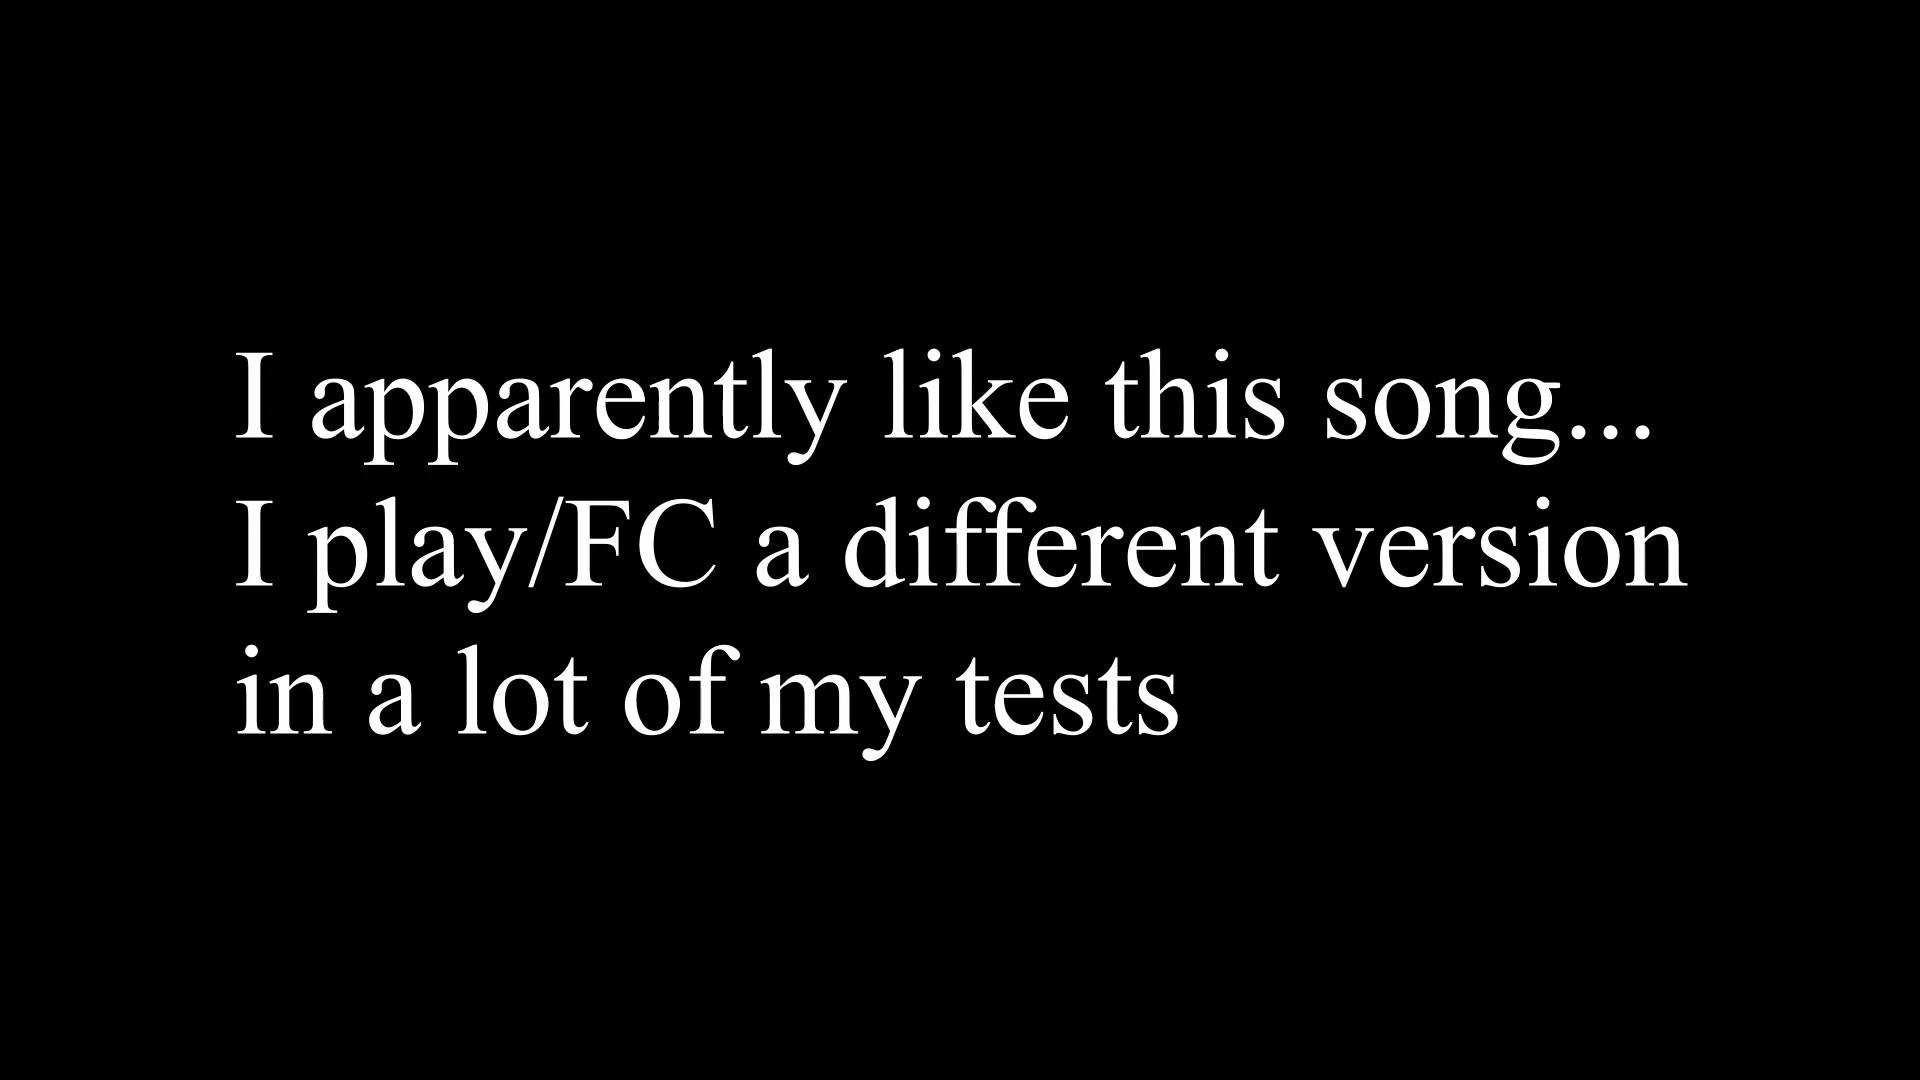 I apparently like this song...
I play/FC a different version
in a lot of my tests